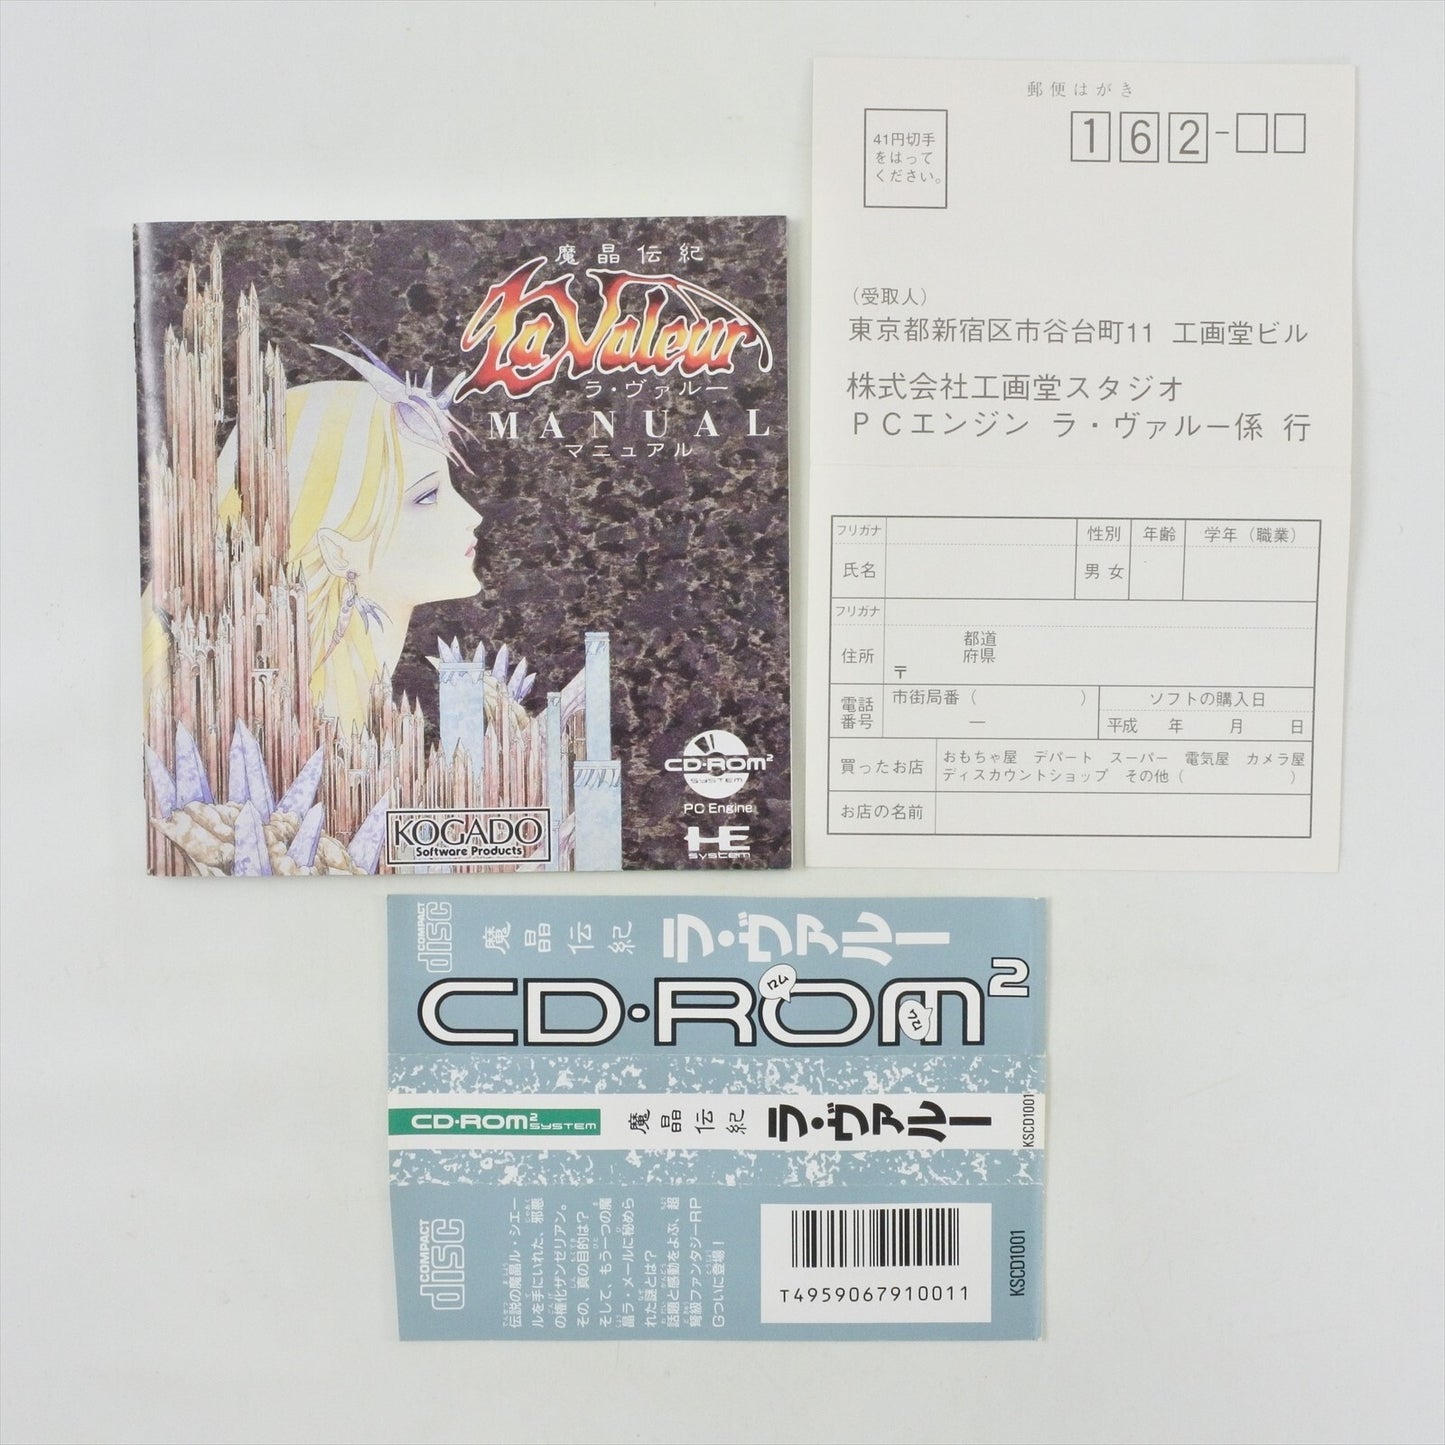 魔晶伝紀
La Valeur
ラ・ヴァルー
MANUAL
マニュアル
CD-ROM2
SYSTEM
PC Engine
HE
SYSTEM
KOGADO
Software Products
郵便はがき
41円切手
をはって
ください。
162-
（受取人）
東京都新宿区市谷台町11 工画堂ビル
株式会社工画堂スタジオ
PCエンジン ラ・ヴァルー係 行
フリガナ 性別 年齢 学年（職業）
氏名 男 女
フリガナ
都道
住所 府県
〒
電話 市街局番（ ） ソフトの購入日
番号 ー 平成 年 月 日
買ったお店 おもちゃ屋 デパート スーパー 電気屋 カメラ屋
ディスカウントショップ その他（ ）
お店の名前
COMPACT
disc
魔晶伝紀 ラ・ヴァルー
CD-ROM2
ロム
ロム
CD-ROM2
SYSTEM
魔晶伝紀 ラ・ヴァルー
KSCD1001
COMPACT
disc
伝説の魔晶ル・シエー
ルを手にいれた、邪悪
の権化ザンゼリアン。
その、真の目的は？
そして、もう一つの魔
晶ラ・メールに秘めら
れた謎とは？
話題と感動をよぶ、超
弩級ファンタジーRP
Gついに登場！
T4959067910011
KSCD1001